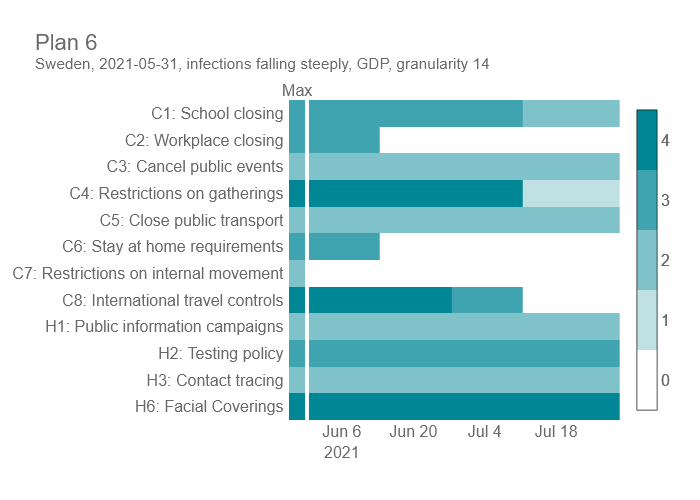 Plan 6
Sweden, 2021-05-31, infections falling steeply, GDP, granularity 14
Max
C1: School closing
C2: Workplace closing
C3: Cancel public events
C4: Restrictions on gatherings
C5: Close public transport
C6: Stay at home requirements
C7: Restrictions on internal movement
C8: International travel controls
H1: Public information campaigns
H2: Testing policy
H3: Contact tracing
H6: Facial Coverings
Jun 6 Jun 20 Jul 4 Jul 18
2021
4
3
2
1
0